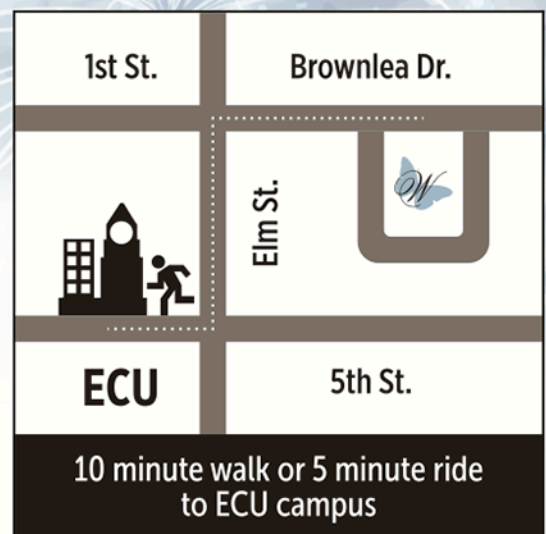 1st St.
Brownlea Dr.
Elm St.
W
ECU
5th St.
10 minute walk or 5 minute ride
to ECU campus